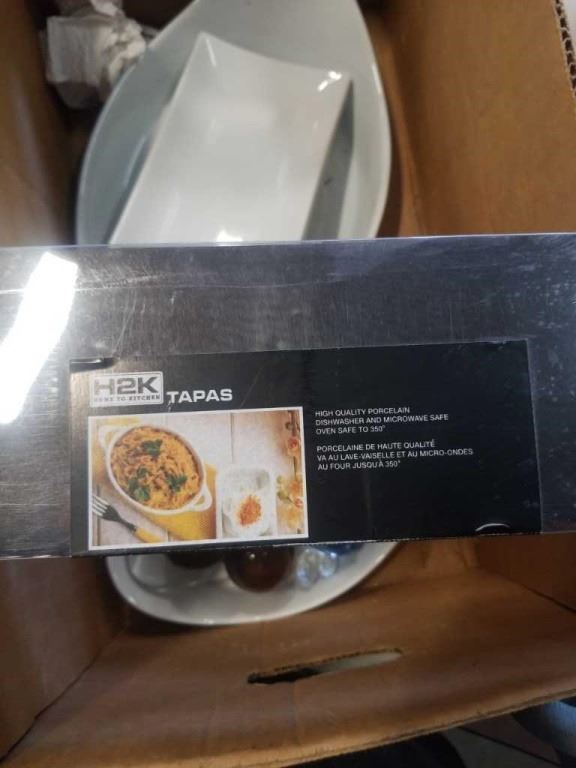 H2K
HOME TO KITCHEN
TAPAS
HIGH QUALITY PORCELAIN
DISHWASHER AND MICROWAVE SAFE
OVEN SAFE TO 350°
PORCELAINE DE HAUTE QUALITÉ
VA AU LAVE-VAISELLE ET AU MICRO-ONDES
AU FOUR JUSQU'À 350°